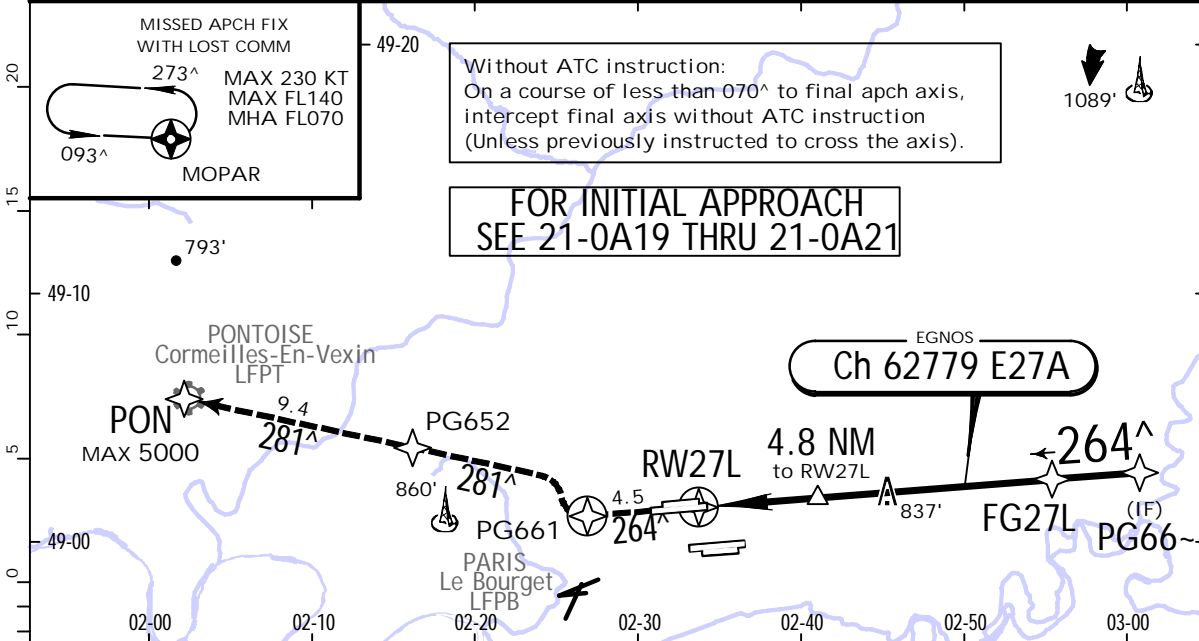 MISSED APCH FIX
WITH LOST COMM
273^
MAX 230 KT
MAX FL140
MHA FL070
093^
MOPAR
49-20
Without ATC instruction:
On a course of less than 070^ to final apch axis,
intercept final axis without ATC instruction
(Unless previously instructed to cross the axis).
1089'
FOR INITIAL APPROACH
SEE 21-0A19 THRU 21-0A21
20
15
10
5
0
793'
49-10
PONTOISE
Cormeilles-En-Vexin
LFPT
EGNOS
Ch 62779 E27A
PON
MAX 5000
9.4
281^
PG652
281^
860'
PG661
4.5
264^
RW27L
4.8 NM
to RW27L
837'
264^
FG27L
(IF)
PG66~
49-00
PARIS
Le Bourget
LFPB
02-00
02-10
02-20
02-30
02-40
02-50
03-00